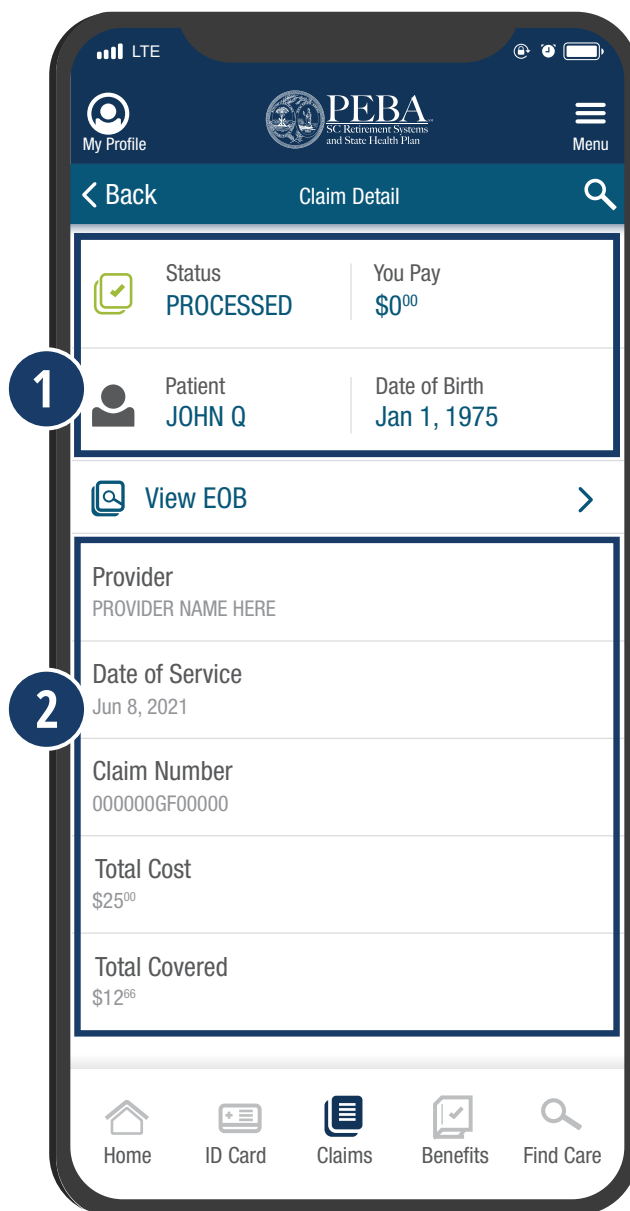 LTE
My Profile
PEBA
SC Retirement Systems
and State Health Plan
Menu
Back
Claim Detail
1
Status
PROCESSED
You Pay
$0⁰⁰
Patient
JOHN Q
Date of Birth
Jan 1, 1975
View EOB
2
Provider
PROVIDER NAME HERE
Date of Service
Jun 8, 2021
Claim Number
000000GF00000
Total Cost
$25⁰⁰
Total Covered
$12⁶⁶
Home
ID Card
Claims
Benefits
Find Care